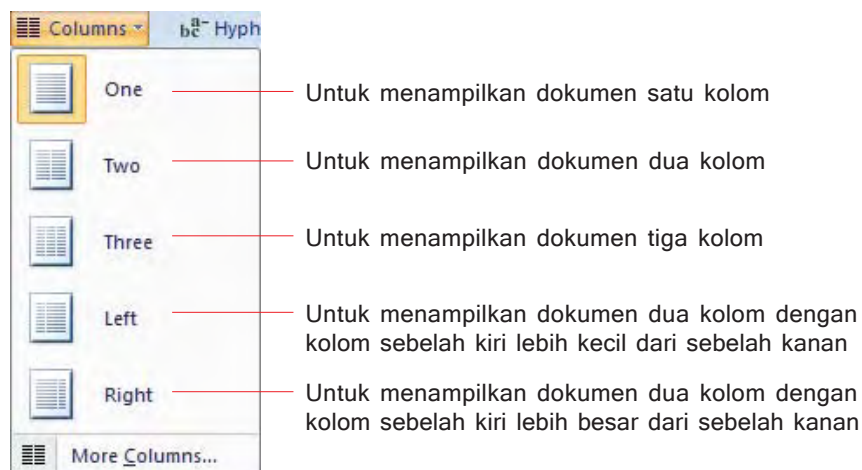 Columns bc a- Hyph
One Untuk menampilkan dokumen satu kolom
Two Untuk menampilkan dokumen dua kolom
Three Untuk menampilkan dokumen tiga kolom
Left Untuk menampilkan dokumen dua kolom dengan
kolom sebelah kiri lebih kecil dari sebelah kanan
Right Untuk menampilkan dokumen dua kolom dengan
kolom sebelah kiri lebih besar dari sebelah kanan
More Columns...